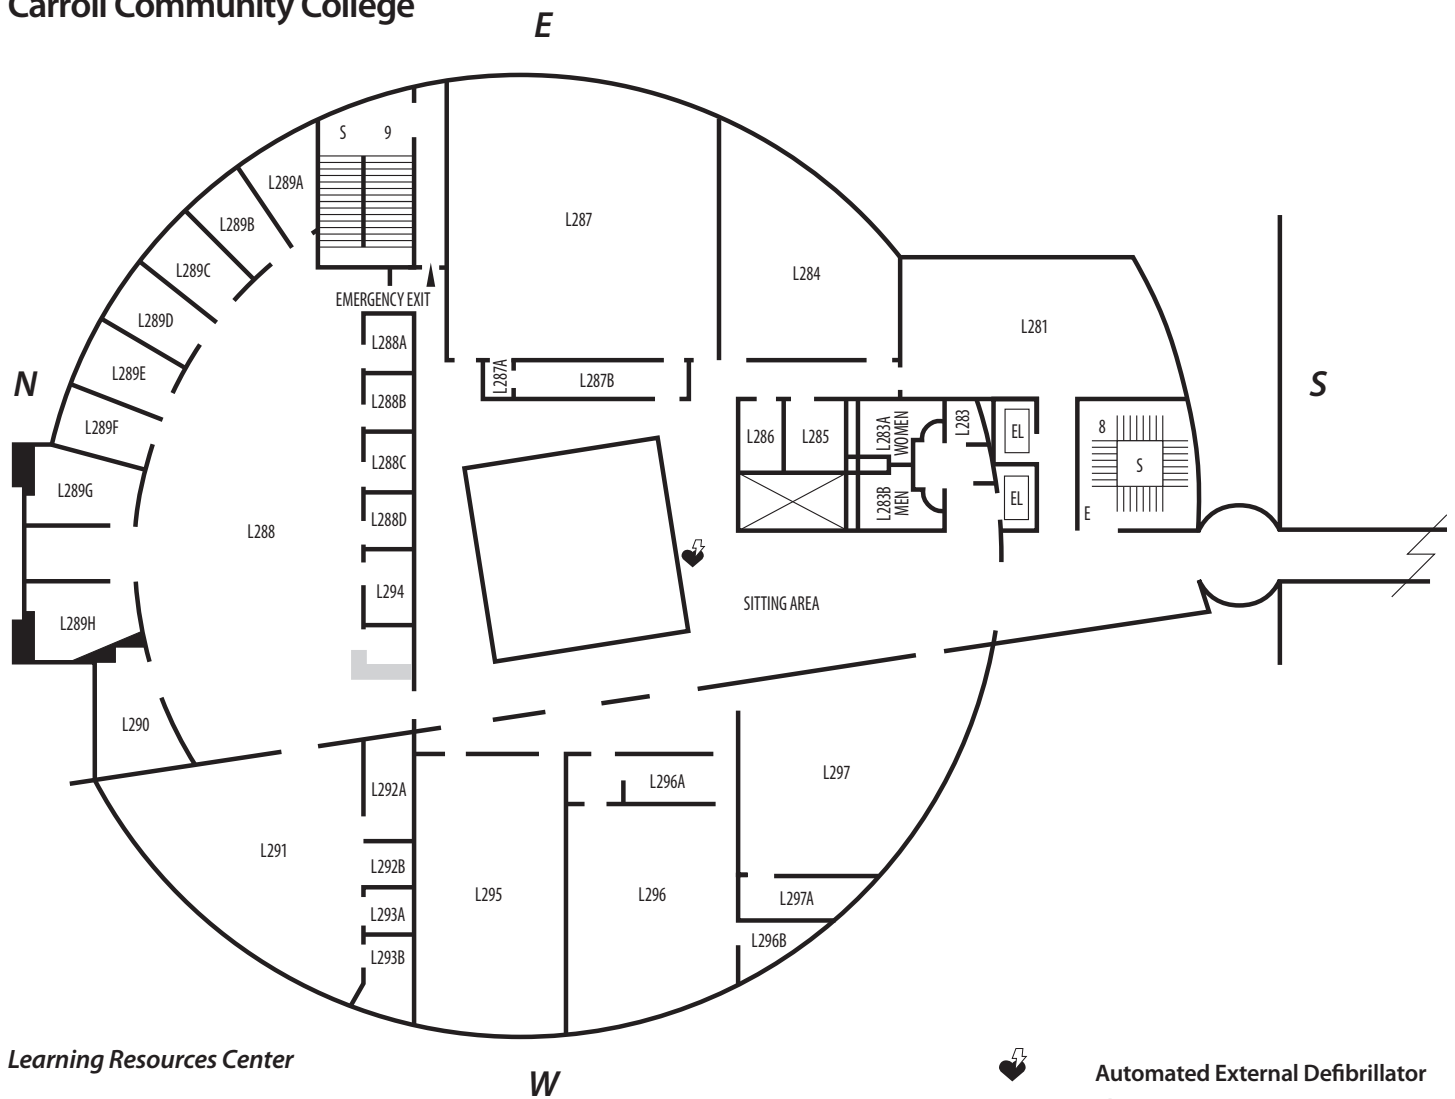 Carroll Community College
E
S 9
L289A
L289B
L287
L289C
L284
EMERGENCY EXIT
L289D
L281
L288A
L289E
L287A
L287B
N
S
L288B
L289F
L286
L285
L283A
WOMEN
L283
EL
8
L288C
S
L289G
L283B
MEN
EL
E
L288D
L288
L294
SITTING AREA
L289H
L290
L297
L292A
L296A
L291
L292B
L295
L296
L297A
L293A
L296B
L293B
Learning Resources Center
W
Automated External Defibrillator